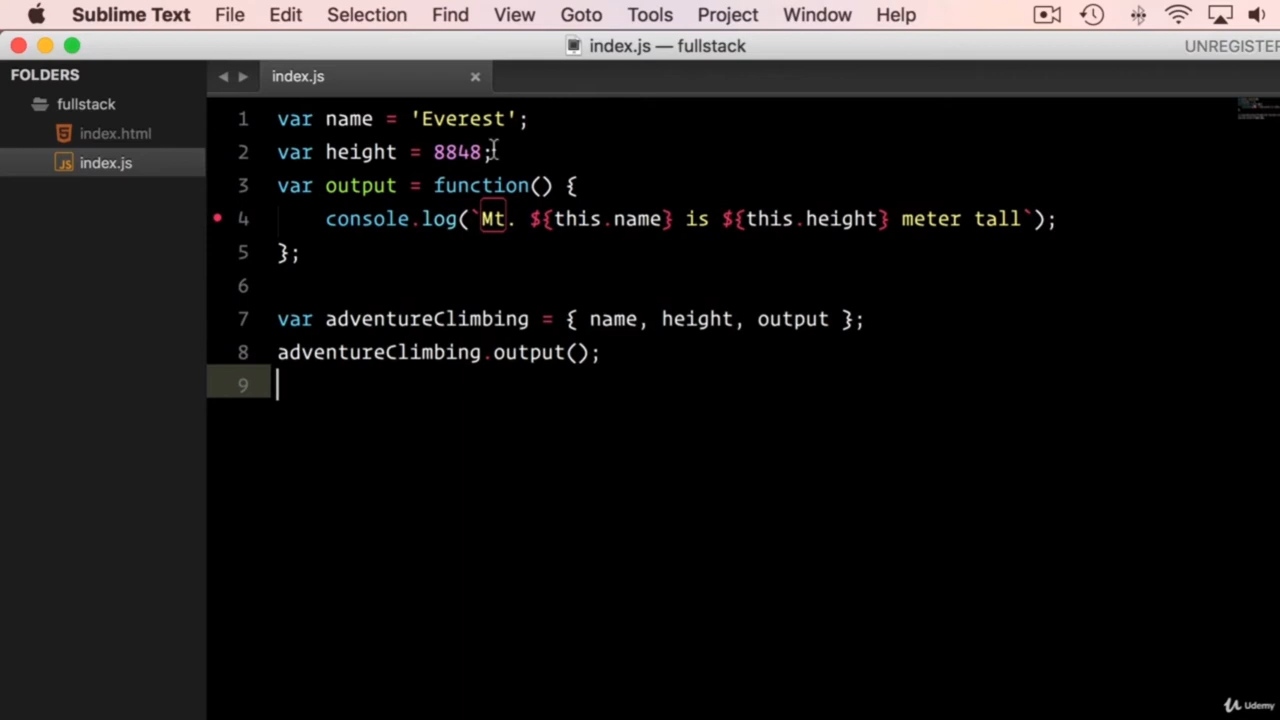 Sublime Text File Edit Selection Find View Goto Tools Project Window Help
index.js — fullstack UNREGISTER
FOLDERS
fullstack
index.html
index.js
index.js
1 var name = 'Everest';
2 var height = 8848;
3 var output = function() {
4 console.log(`Mt. ${this.name} is ${this.height} meter tall`);
5 };
6
7 var adventureClimbing = { name, height, output };
8 adventureClimbing.output();
9
Udemy